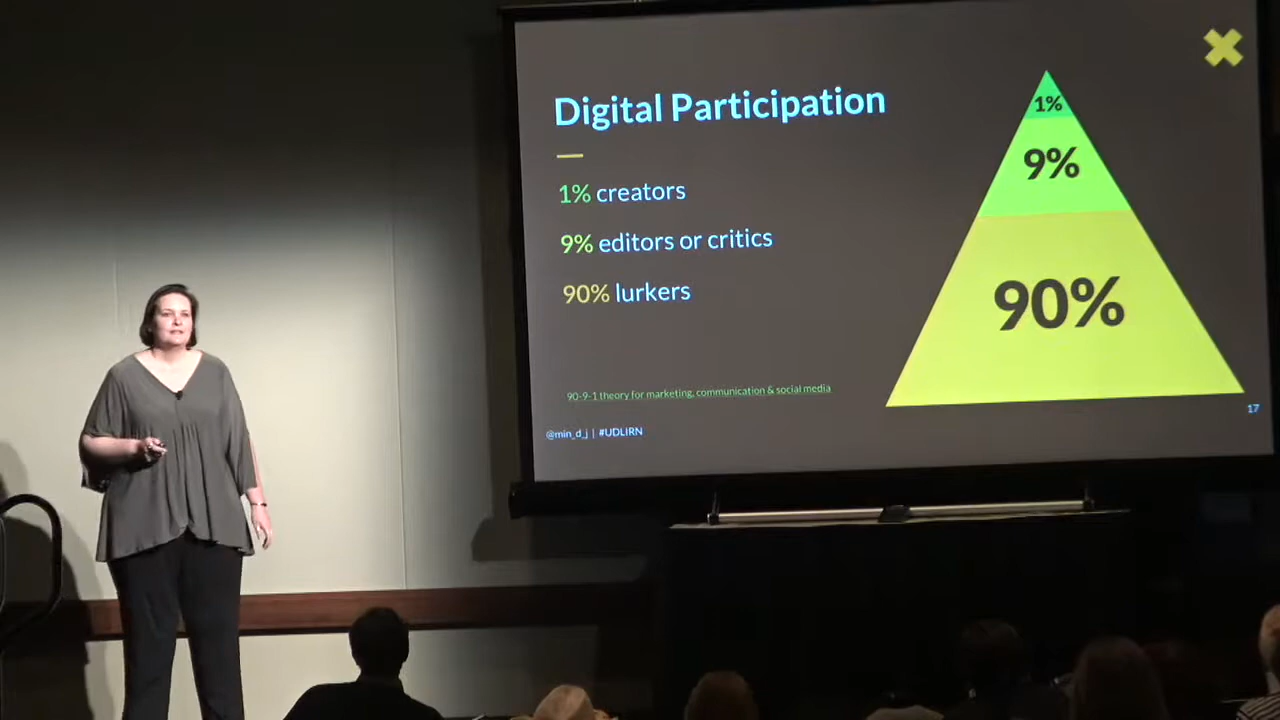 Digital Participation
1% creators
9% editors or critics
90% lurkers
90-9-1 theory for marketing, communication & social media
@min_d_j | #UDLIRN
1%
9%
90%
17